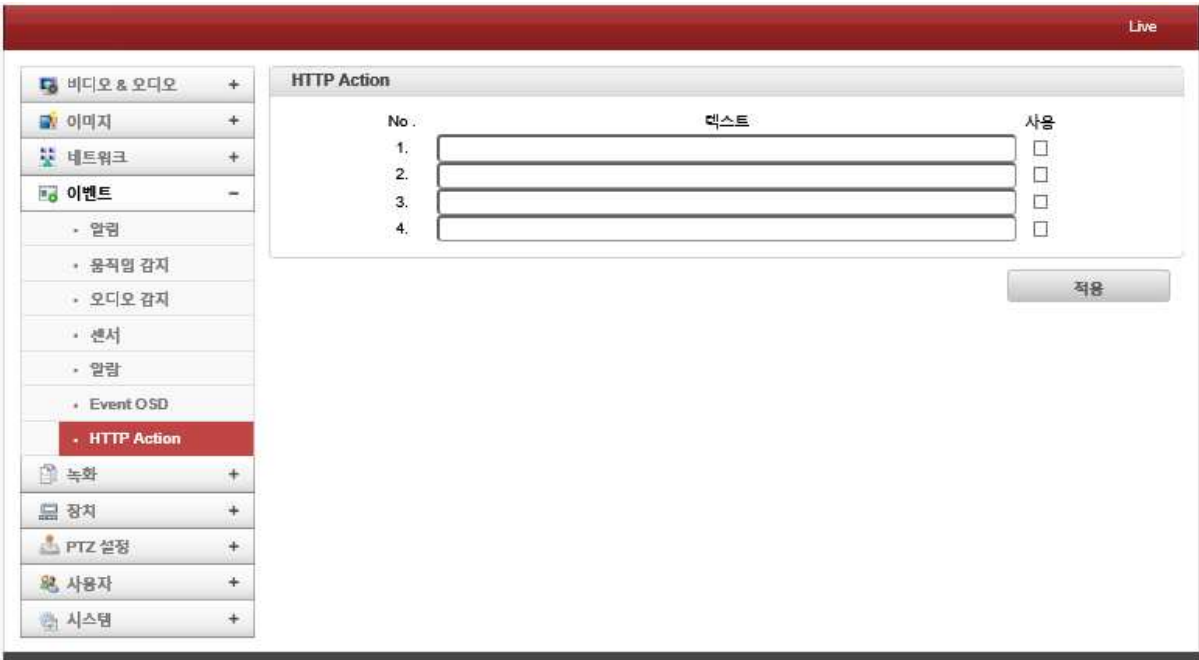 Live
비디오 & 오디오 +
이미지 +
네트워크 +
이벤트 -
알림
움직임 감지
오디오 감지
센서
알람
Event OSD
HTTP Action
녹화 +
장치 +
PTZ 설정 +
사용자 +
시스템 +
HTTP Action
No. 텍스트 사용
1.
2.
3.
4.
적용